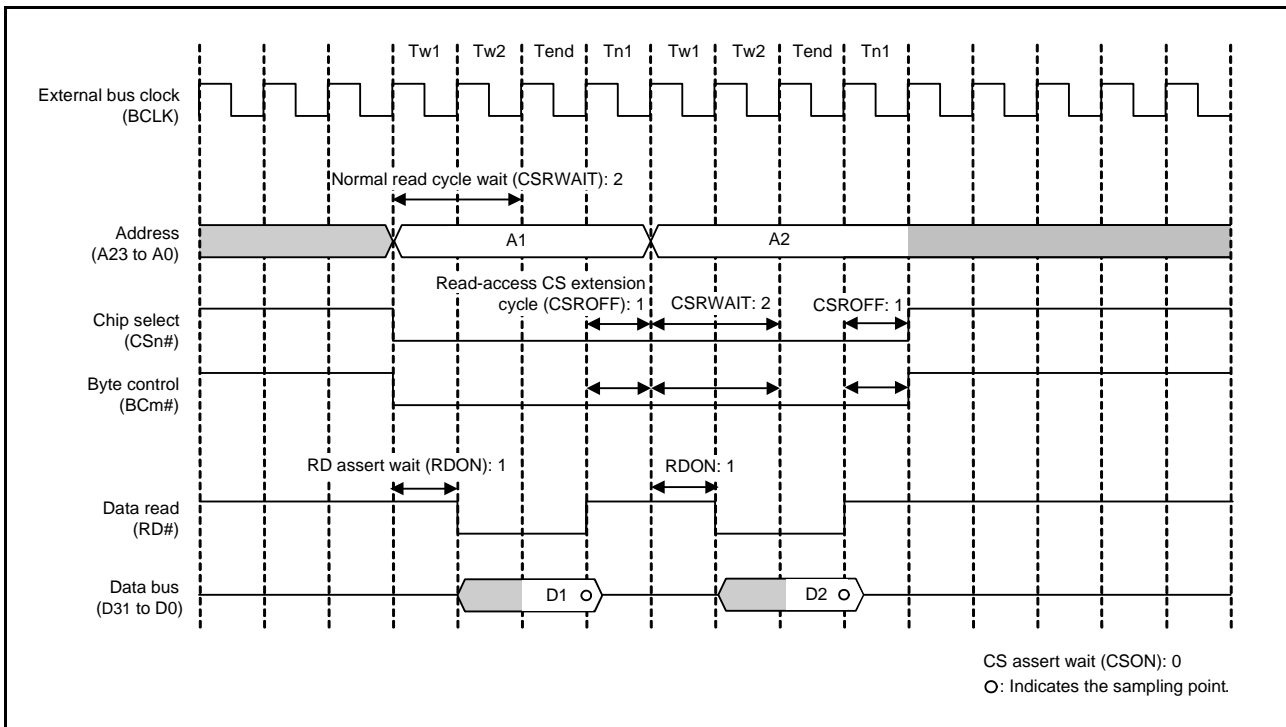 Tw1 Tw2 Tend Tn1 Tw1 Tw2 Tend Tn1
External bus clock
(BCLK)
Normal read cycle wait (CSRWAIT): 2
Address
(A23 to A0)
A1 A2
Read-access CS extension
cycle (CSROFF): 1
CSRWAIT: 2
CSROFF: 1
Chip select
(CSn#)
Byte control
(BCm#)
RD assert wait (RDON): 1
RDON: 1
Data read
(RD#)
Data bus
(D31 to D0)
D1 D2
CS assert wait (CSON): 0
O: Indicates the sampling point.